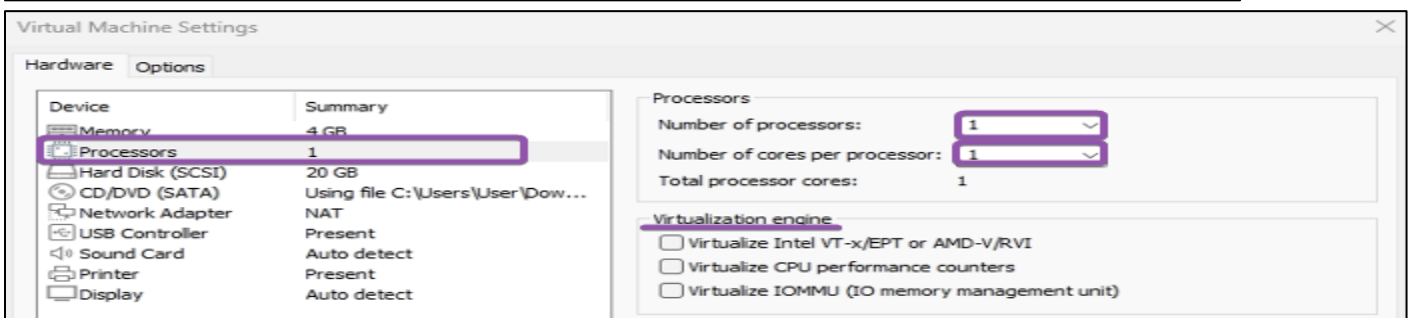 Virtual Machine Settings
Hardware Options
Device Summary
Memory 4 GB
Processors 1
Hard Disk (SCSI) 20 GB
CD/DVD (SATA) Using file C:\Users\User\Dow...
Network Adapter NAT
USB Controller Present
Sound Card Auto detect
Printer Present
Display Auto detect
Processors
Number of processors: 1
Number of cores per processor: 1
Total processor cores: 1
Virtualization engine
Virtualize Intel VT-x/EPT or AMD-V/RVI
Virtualize CPU performance counters
Virtualize IOMMU (IO memory management unit)